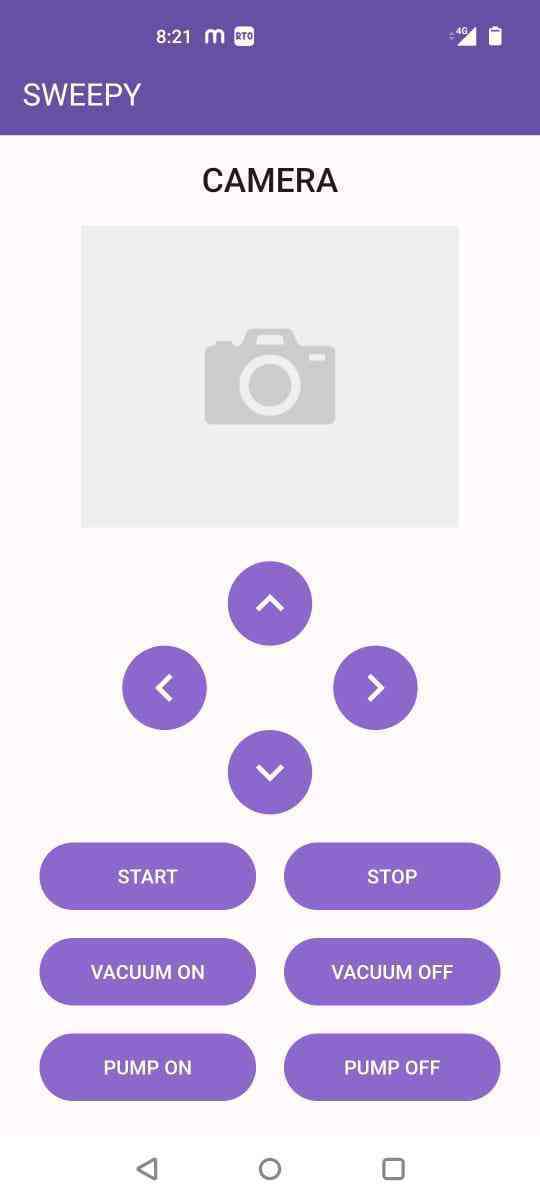 8:21 m RTO 4G
SWEEPY
CAMERA
START STOP
VACUUM ON VACUUM OFF
PUMP ON PUMP OFF